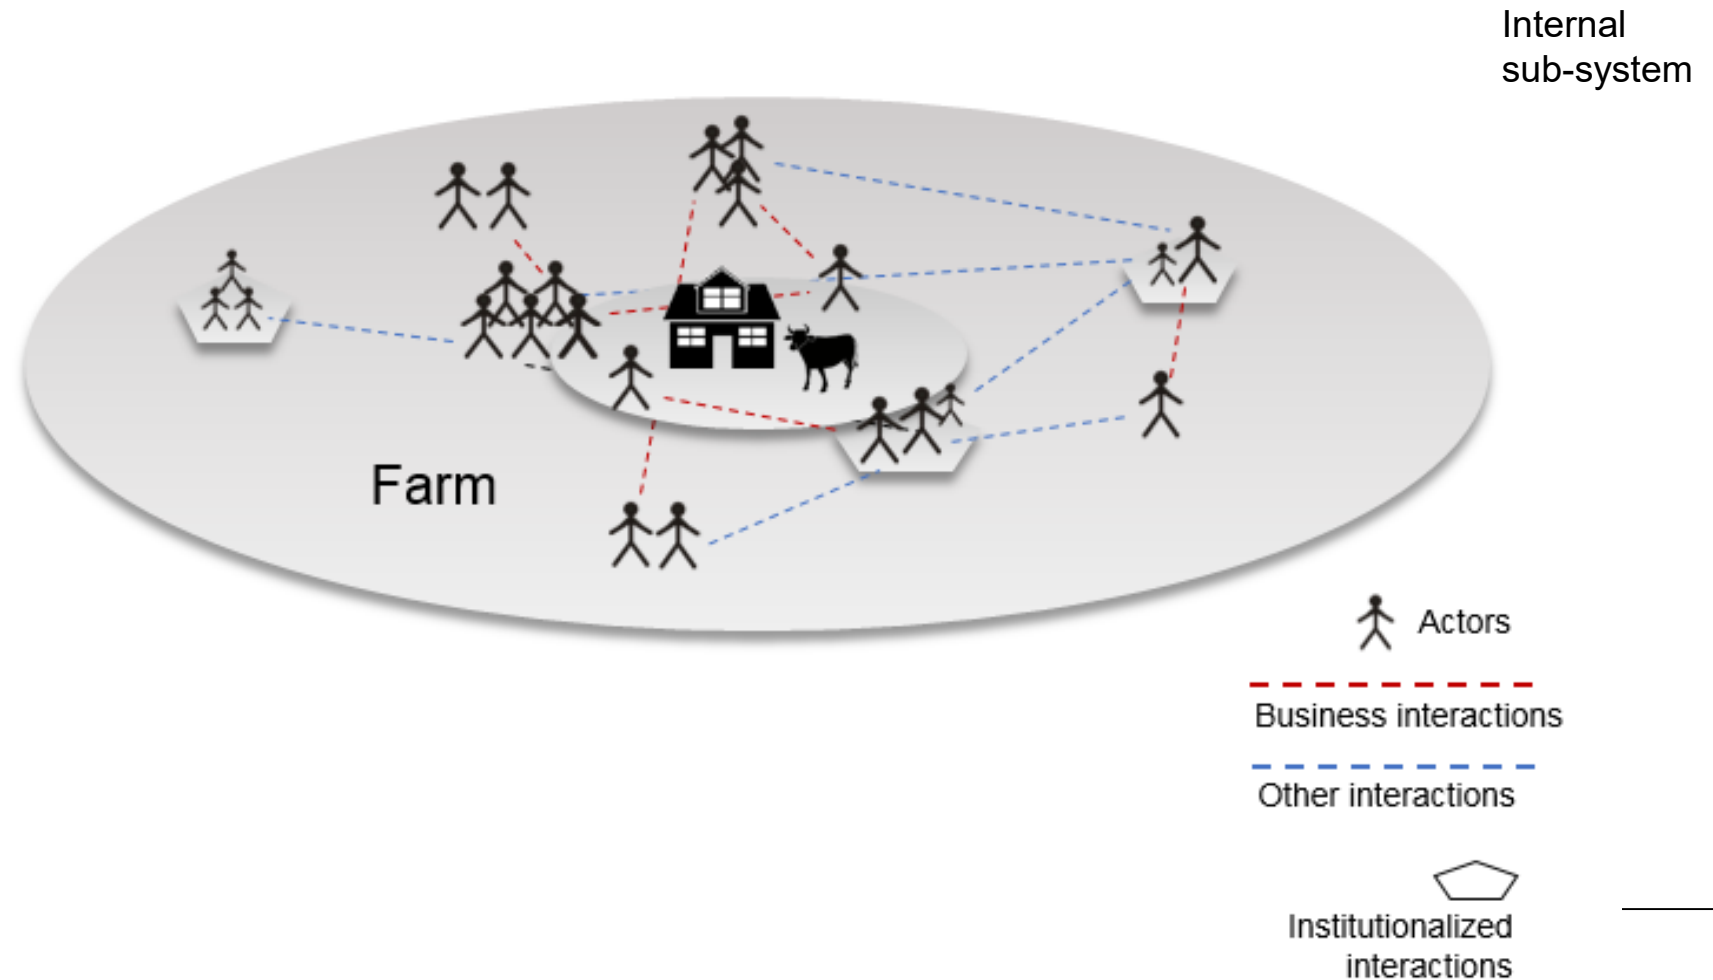 Internal
sub-system
Farm
Actors
Business interactions
Other interactions
Institutionalized
interactions